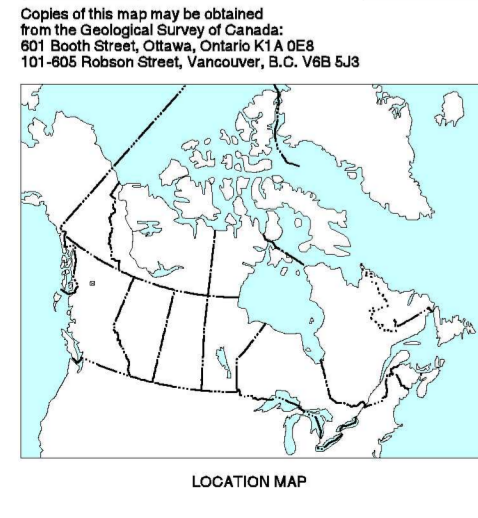 Copies of this map may be obtained
from the Geological Survey of Canada:
601 Booth Street, Ottawa, Ontario K1A 0E8
101-605 Robson Street, Vancouver, B.C. V6B 5J3
LOCATION MAP